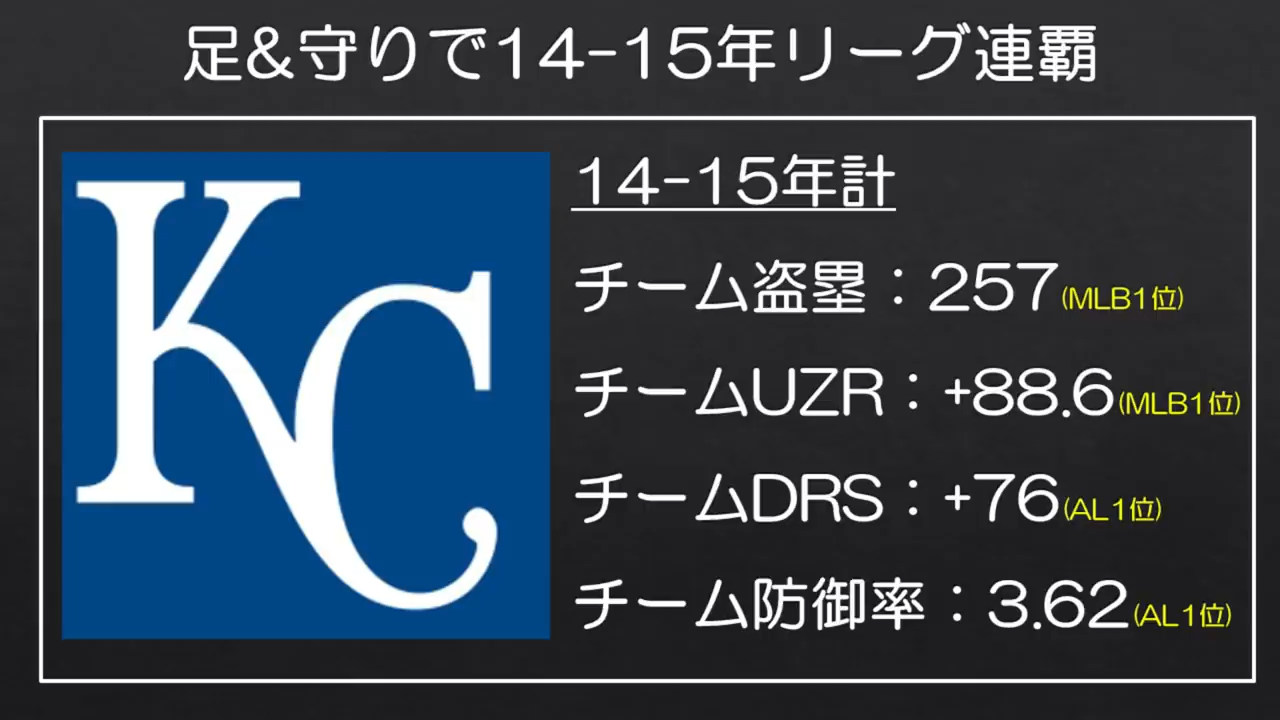 足&守りで14-15年リーグ連覇
KC
14-15年計
チーム盗塁：257(MLB1位)
チームUZR：+88.6(MLB1位)
チームDRS：+76(AL1位)
チーム防御率：3.62(AL1位)